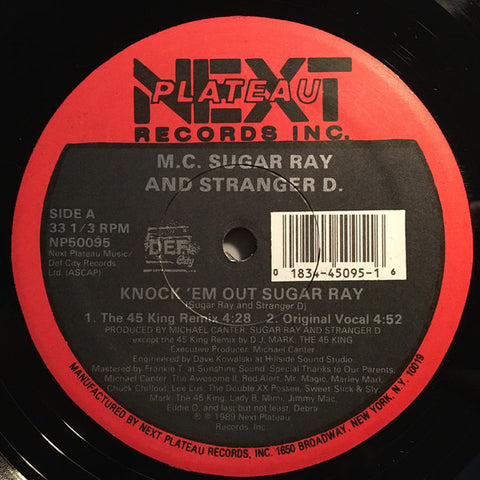 NEXT
PLATEAU
RECORDS INC.
M.C. SUGAR RAY
AND STRANGER D.
SIDE A
33 1/3 RPM
NP50095
Next Plateau Music/
Def City Records
Ltd. (ASCAP)
DEF
City
0 1834-45095-1 6
KNOCK 'EM OUT SUGAR RAY
(Sugar Ray and Stranger D)
1. The 45 King Remix 4:28 2. Original Vocal 4:52
PRODUCED BY MICHAEL CANTER, SUGAR RAY AND STRANGER D
except the 45 King Remix by D.J. MARK, THE 45 KING
Executive Producer: Michael Canter
Engineered by Dave Kowalski at Hillside Sound Studio
Mastered by Frankie T. at Sunshine Sound. Special Thanks to Our Parents,
Michael Canter, The Awesome II, Red Alert, Mr. Magic, Marley Marl,
Chuck Chillout, Lee Eric, The Double XX Possee, Sweet Slick & Sly
Mark, The 45 King, Lady B, Mimi, Jimmy Mac,
Eddie O, and last but not least, Debra
© ℗ 1989 Next Plateau
Records, Inc.
MANUFACTURED BY NEXT PLATEAU RECORDS, INC. 1650 BROADWAY, NEW YORK, N.Y. 10019